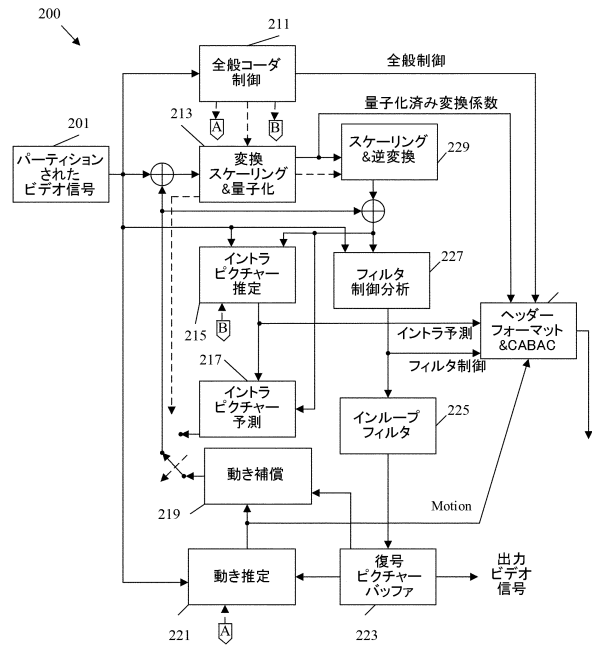 200
211
全般コーダ
制御
全般制御
A
B
量子化済み変換係数
201
パーティション
された
ビデオ信号
213
変換
スケーリング
&量子化
スケーリング
&逆変換
229
イントラ
ピクチャー
推定
215
B
フィルタ
制御分析
227
ヘッダー
フォーマット
&CABAC
イントラ予測
フィルタ制御
217
イントラ
ピクチャー
予測
インループ
フィルタ
225
動き補償
219
Motion
動き推定
221
A
復号
ピクチャー
バッファ
223
出力
ビデオ
信号